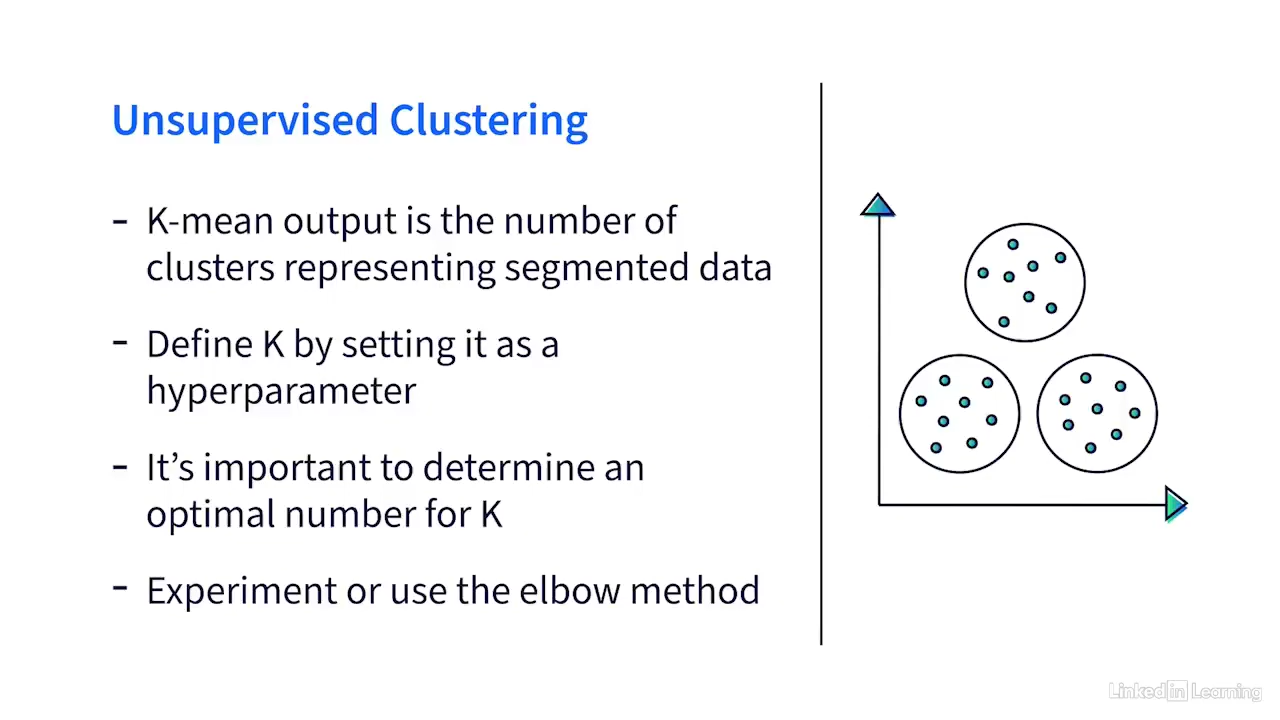 Unsupervised Clustering
- K-mean output is the number of
clusters representing segmented data
- Define K by setting it as a
hyperparameter
- It’s important to determine an
optimal number for K
- Experiment or use the elbow method
Linked in Learning